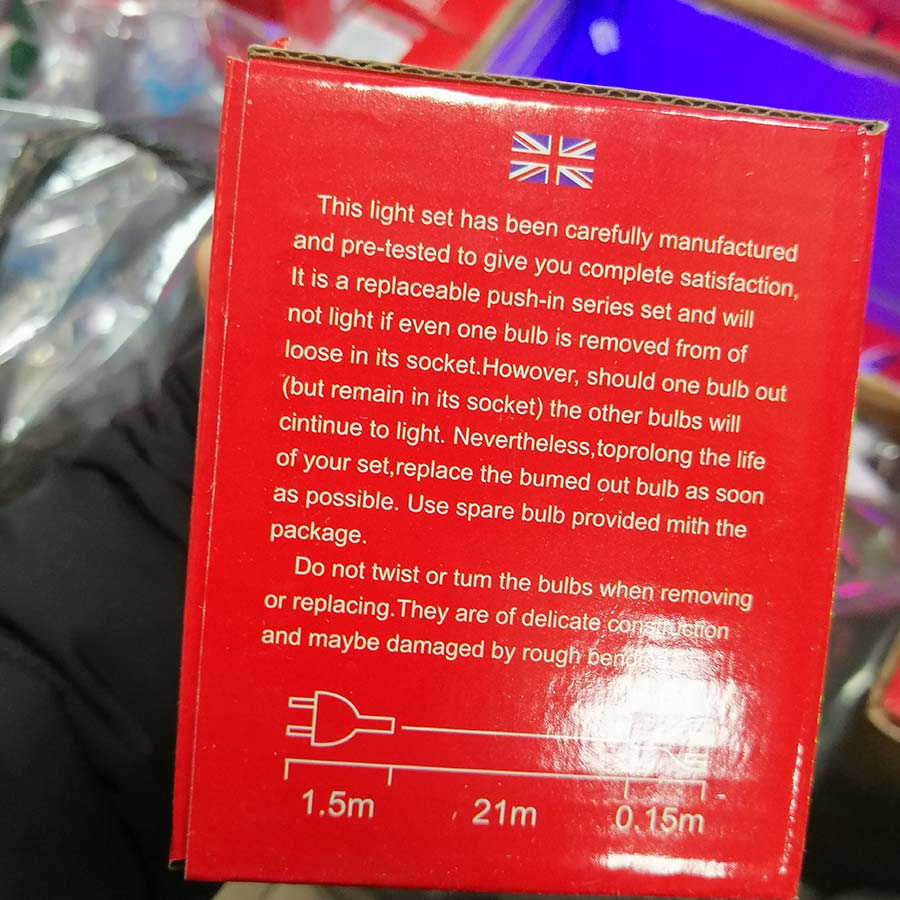 This light set has been carefully manufactured
and pre-tested to give you complete satisfaction,
It is a replaceable push-in series set and will
not light if even one bulb is removed from of
loose in its socket.Howover, should one bulb out
(but remain in its socket) the other bulbs will
cintinue to light. Nevertheless,toprolong the life
of your set,replace the bumed out bulb as soon
as possible. Use spare bulb provided mith the
package.
Do not twist or tum the bulbs when removing
or replacing.They are of delicate construction
and maybe damaged by rough
1.5m 21m 0.15m